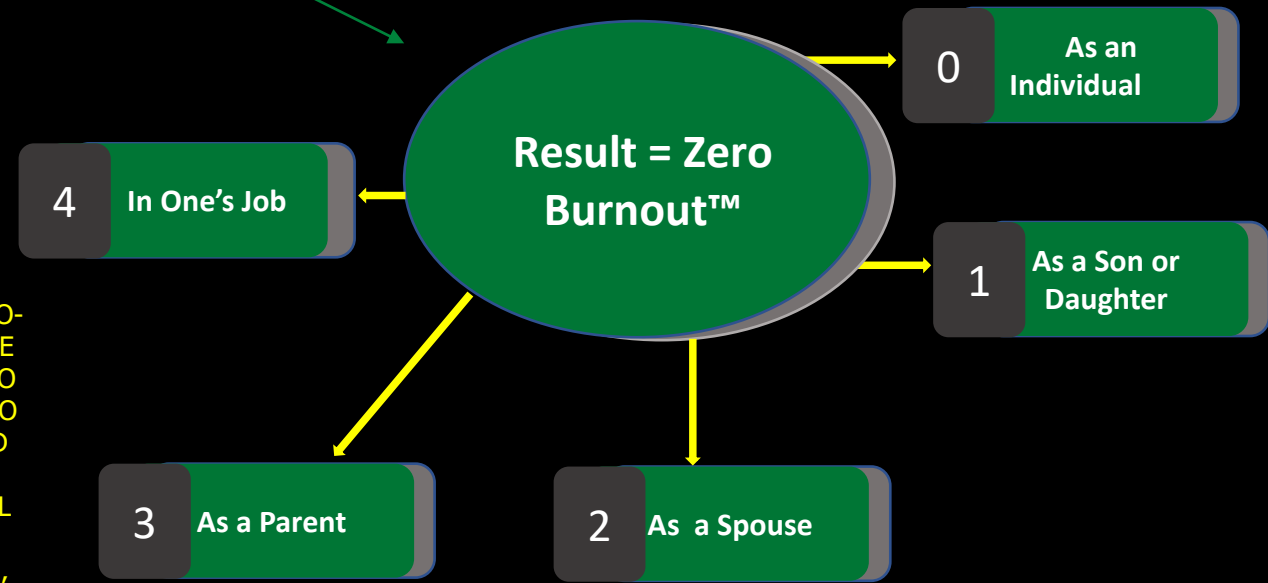 Result = Zero
Burnout™
0
As an
Individual
1
As a Son or
Daughter
2
As  a Spouse
3
As a Parent
4
In One's Job
O-
E
O
O
L